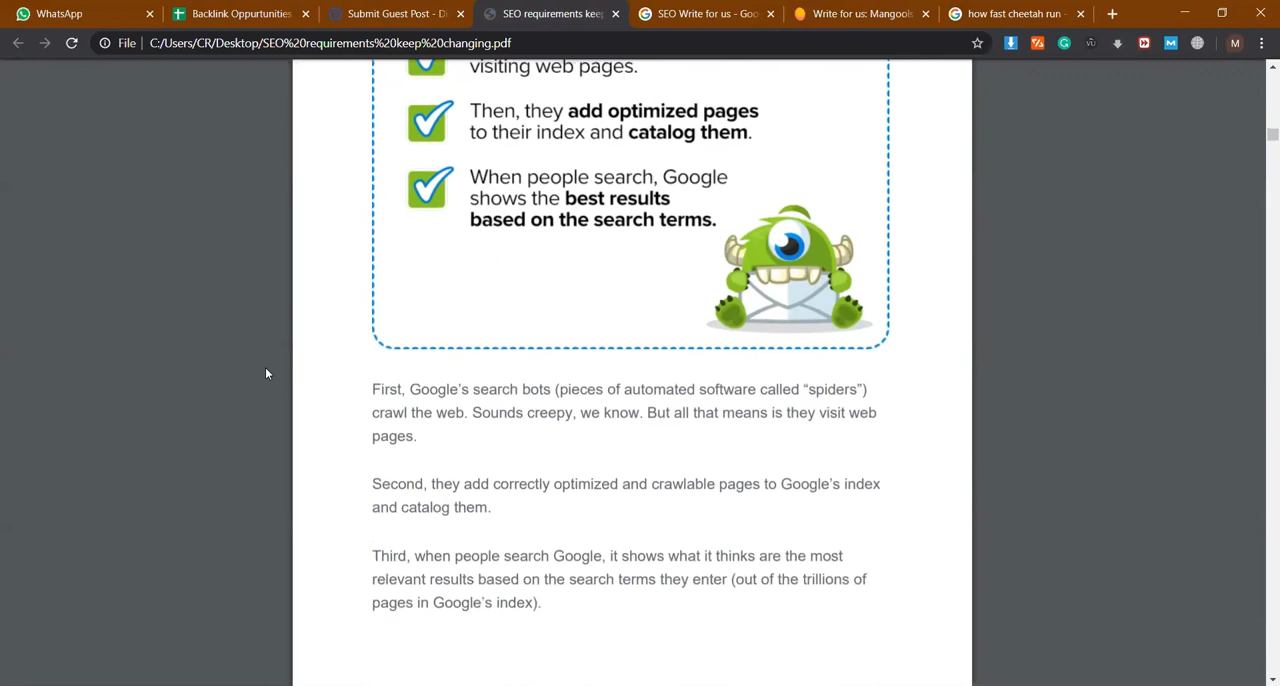 WhatsApp
Backlink Oppurtunities
Submit Guest Post - D
SEO requirements kee
SEO Write for us - Goo
Write for us: Mangools
how fast cheetah run -
File
C:/Users/CR/Desktop/SEO%20requirements%20keep%20changing.pdf
M
visiting web pages.
Then, they add optimized pages
to their index and catalog them.
When people search, Google
shows the best results
based on the search terms.
First, Google’s search bots (pieces of automated software called “spiders”)
crawl the web. Sounds creepy, we know. But all that means is they visit web
pages.
Second, they add correctly optimized and crawlable pages to Google’s index
and catalog them.
Third, when people search Google, it shows what it thinks are the most
relevant results based on the search terms they enter (out of the trillions of
pages in Google’s index).